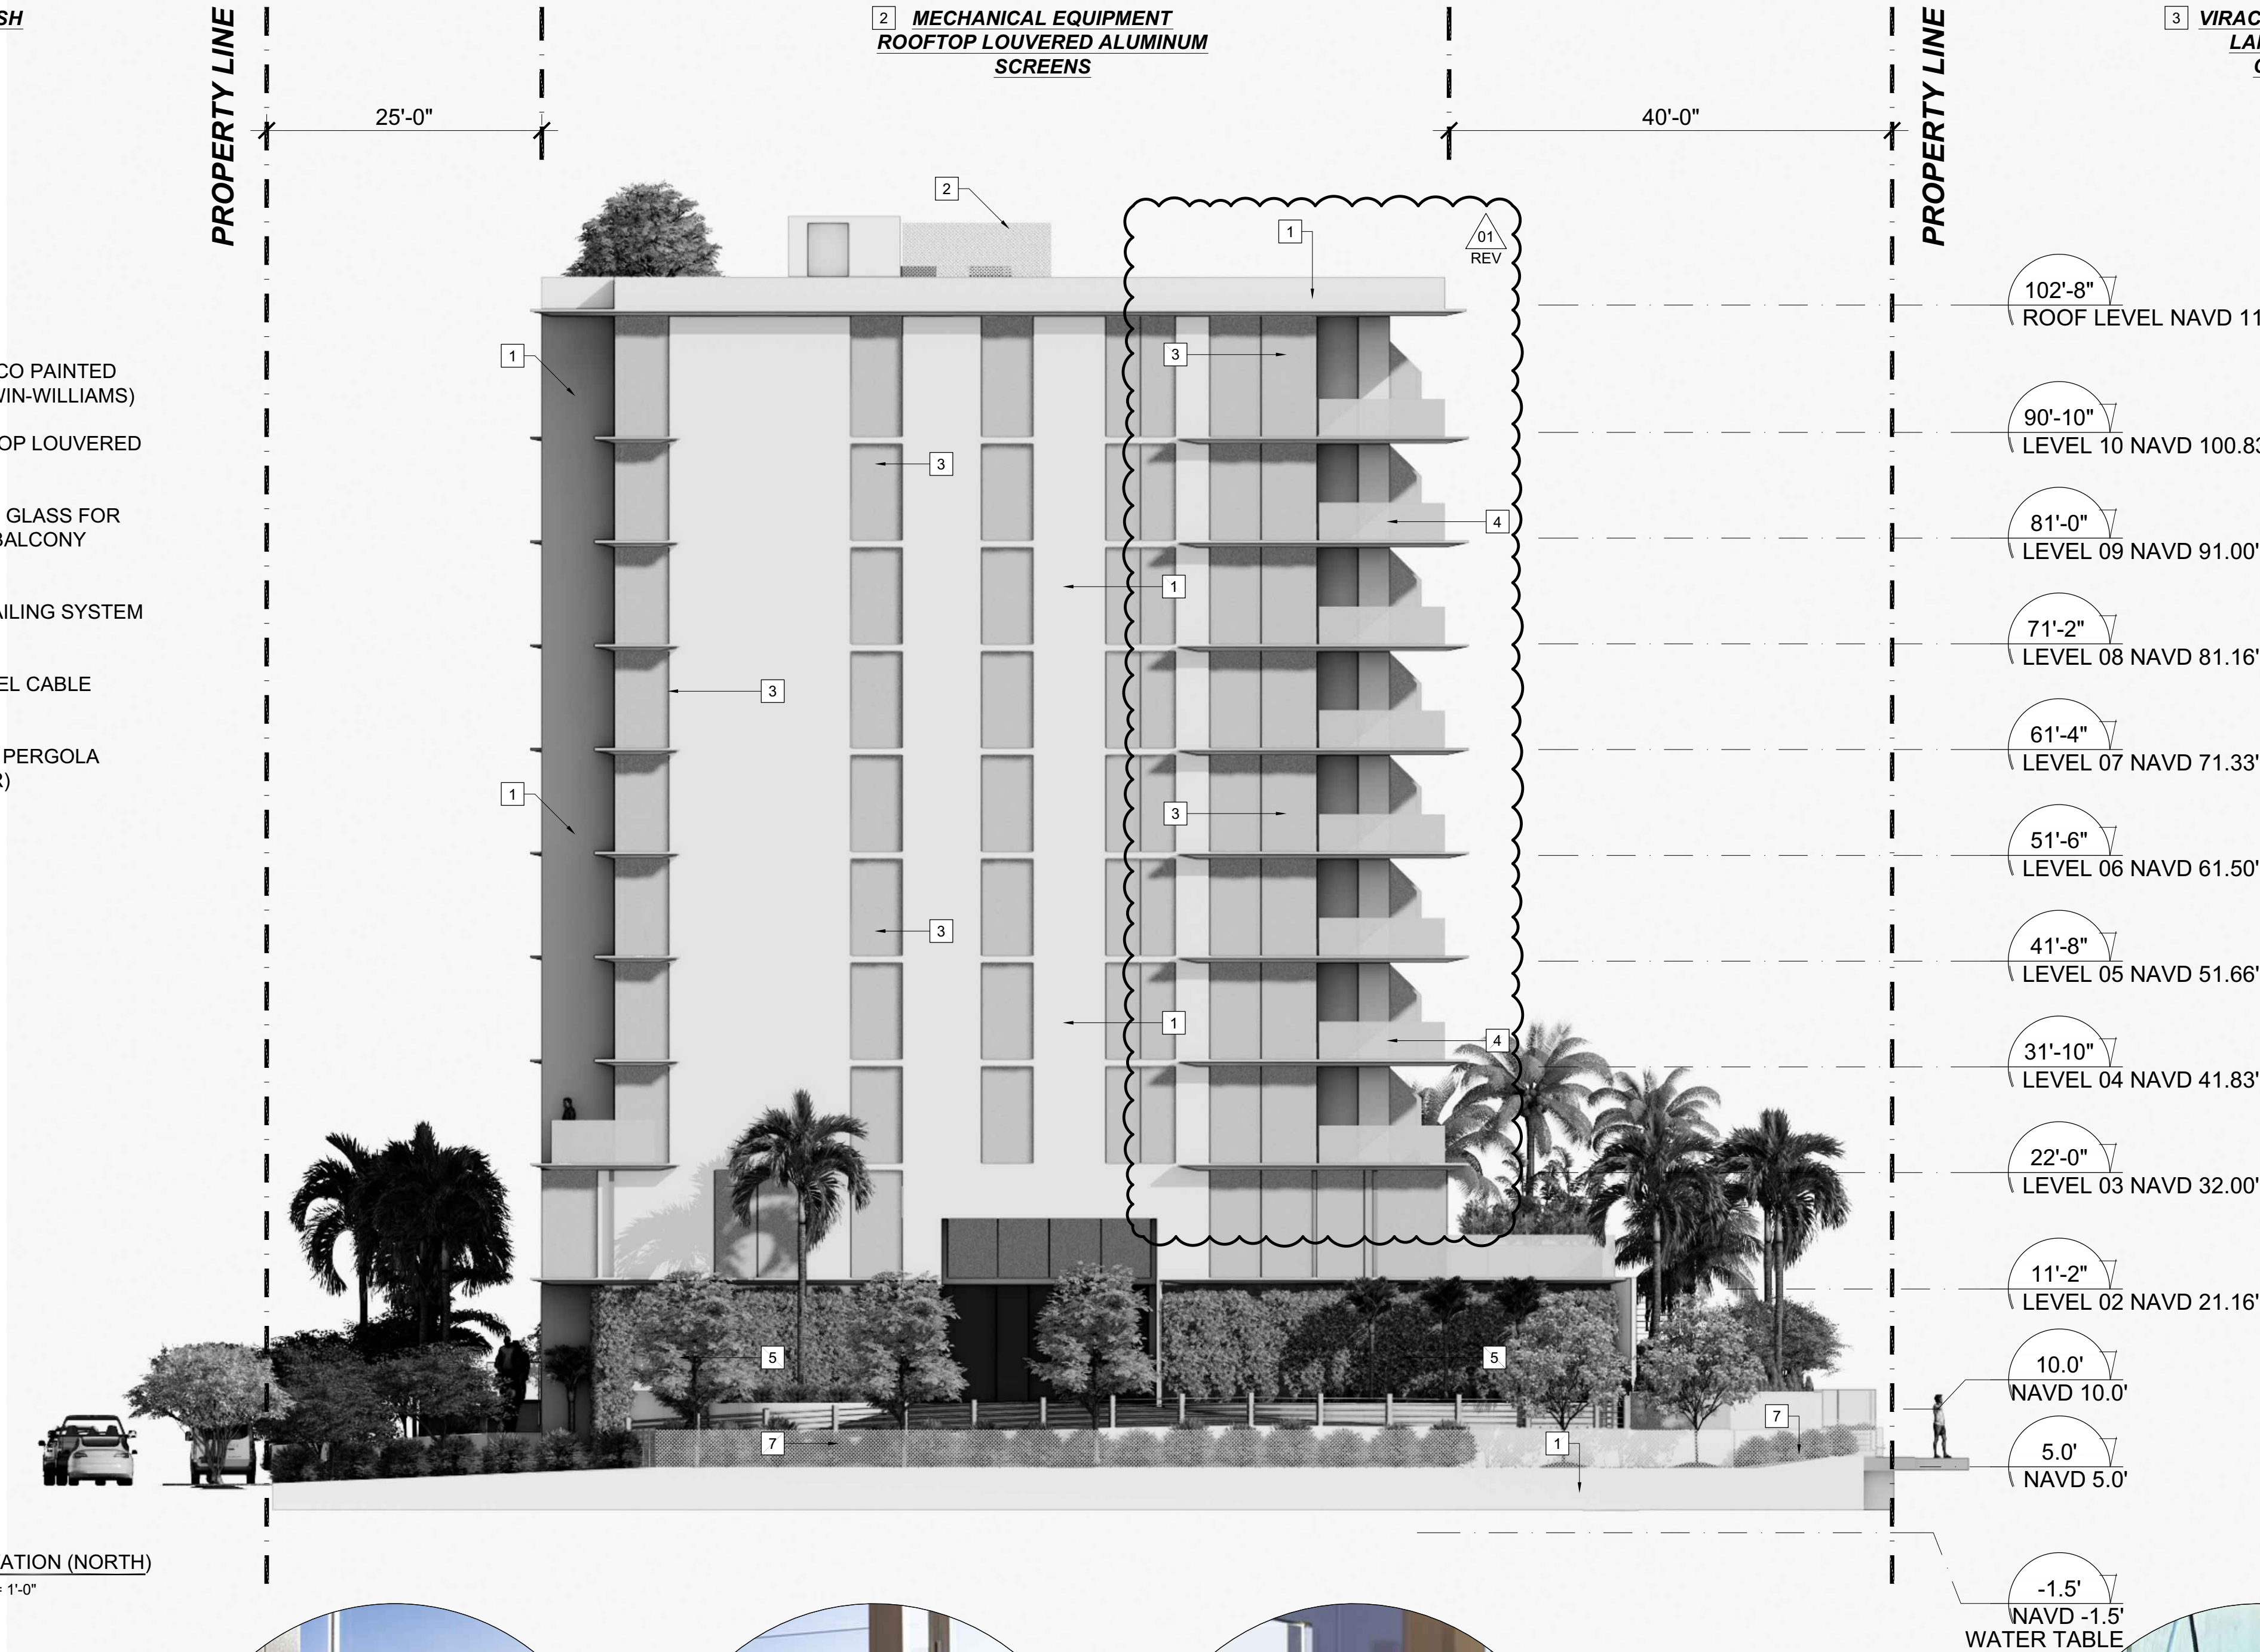 SH
2 MECHANICAL EQUIPMENT
ROOFTOP LOUVERED ALUMINUM
SCREENS
3 VIRAC
LA
PROPERTY LINE
PROPERTY LINE
25'-0"
40'-0"
2
1
01
REV
1
3
3
4
1
3
1
3
3
1
4
5
5
7
7
1
CO PAINTED
WIN-WILLIAMS)
OP LOUVERED
GLASS FOR
BALCONY
AILING SYSTEM
EL CABLE
PERGOLA
R)
102'-8"
ROOF LEVEL NAVD 11
90'-10"
LEVEL 10 NAVD 100.83
81'-0"
LEVEL 09 NAVD 91.00'
71'-2"
LEVEL 08 NAVD 81.16'
61'-4"
LEVEL 07 NAVD 71.33'
51'-6"
LEVEL 06 NAVD 61.50'
41'-8"
LEVEL 05 NAVD 51.66'
31'-10"
LEVEL 04 NAVD 41.83'
22'-0"
LEVEL 03 NAVD 32.00'
11'-2"
LEVEL 02 NAVD 21.16'
10.0'
NAVD 10.0'
5.0'
NAVD 5.0'
-1.5'
NAVD -1.5'
WATER TABLE
ATION (NORTH)
= 1'-0"